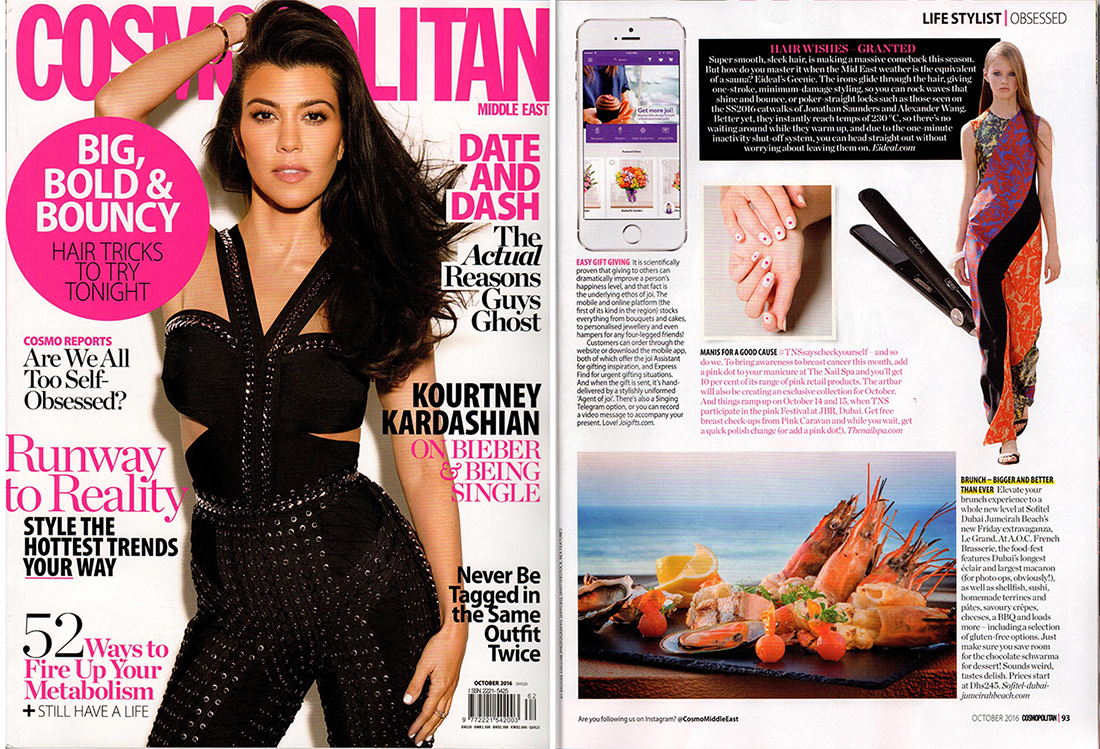 COSMOPOLITAN
MIDDLE EAST
BIG,
BOLD &
BOUNCY
HAIR TRICKS
TO TRY
TONIGHT
DATE
AND
DASH
The
Actual
Reasons
Guys
Ghost
COSMO REPORTS
Are We All
Too Self-
Obsessed?
KOURTNEY
KARDASHIAN
ON BIEBER
& BEING
SINGLE
Runway
to Reality
STYLE THE
HOTTEST TRENDS
YOUR WAY
Never Be
Tagged in
the Same
Outfit
Twice
52 Ways to
Fire Up Your
Metabolism
+ STILL HAVE A LIFE
OCTOBER 2016
ISSN 2221-5425
62
9 772221 542003
LIFE STYLIST | OBSESSED
HAIR WISHES – GRANTED
Super smooth, sleek hair, is making a massive comeback this season.
But how do you master it when the Mid East weather is the equivalent
of a sauna? Eideal's Geenie. The irons glide through the hair, giving
one-stroke, minimum-damage styling, so you can rock waves that
shine and bounce, or poker-straight locks such as those seen on
the SS2016 catwalks of Jonathan Saunders and Alexander Wang.
Better yet, they instantly reach temps of 230 °C, so there's no
waiting around while they warm up, and due to the one-minute
inactivity shut-off system, you can head straight out without
worrying about leaving them on. Eideal.com
Get more joi!
EASY GIFT GIVING It is scientifically
proven that giving to others can
dramatically improve a person's
happiness level, and that fact is
the underlying ethos of joi. The
mobile and online platform (the
first of its kind in the region) stocks
everything from bouquets and cakes,
to personalised jewellery and even
hampers for any four-legged friends!
Customers can order through the
website or download the mobile app,
both of which offer the joi Assistant
for gifting inspiration, and Express
Find for urgent gifting situations.
And when the gift is sent, it's hand-
delivered by a stylishly uniformed
'Agent of joi'. There's also a Singing
Telegram option, or you can record
a video message to accompany your
present. Love! Joigifts.com.
MANIS FOR A GOOD CAUSE #TNSsayscheckyourself – and so
do we. To bring awareness to breast cancer this month, add
a pink dot to your manicure at The Nail Spa and you'll get
10 per cent of its range of pink retail products. The artbar
will also be creating an exclusive collection for October.
And things ramp up on October 14 and 15, when TNS
participate in the pink Festival at JBR, Dubai. Get free
breast check-ups from Pink Caravan and while you wait, get
a quick polish change (or add a pink dot!). Thenailspa.com
BRUNCH – BIGGER AND BETTER
THAN EVER Elevate your
brunch experience to a
whole new level at Sofitel
Dubai Jumeirah Beach's
new Friday extravaganza,
Le Grand. At A.O.C. French
Brasserie, the food-fest
features Dubai's longest
éclair and largest macaron
(for photo ops, obviously!),
as well as shellfish, sushi,
homemade terrines and
pâtes, savoury crêpes,
cheeses, a BBQ and loads
more – including a selection
of gluten-free options. Just
make sure you save room
for the chocolate schwarma
for dessert! Sounds weird,
tastes delish. Prices start
at Dhs245. Sofitel-dubai-
jumeirahbeach.com
Are you following us on Instagram? @CosmoMiddleEast
OCTOBER 2016 COSMOPOLITAN | 93